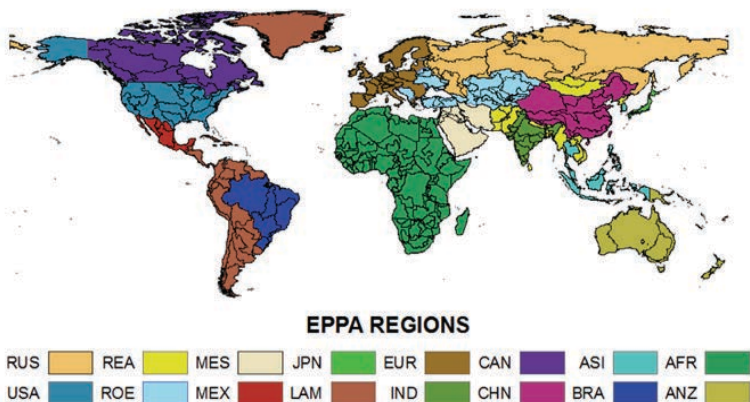 EPPA REGIONS
RUS REA MES JPN EUR CAN ASI AFR
USA ROE MEX LAM IND CHN BRA ANZ